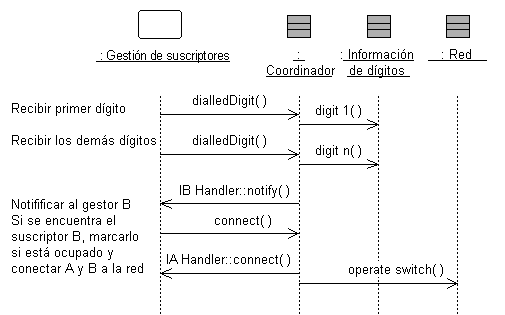 : Gestión de suscriptores
:
Coordinador
: Información
de dígitos
: Red
Recibir primer dígito
dialledDigit( )
digit 1( )
Recibir los demás dígitos
dialledDigit( )
digit n( )
Notifificar al gestor B
Si se encuentra el
suscriptor B, marcarlo
si está ocupado y
conectar A y B a la red
IB Handler::notify( )
connect( )
IA Handler::connect( )
operate switch( )